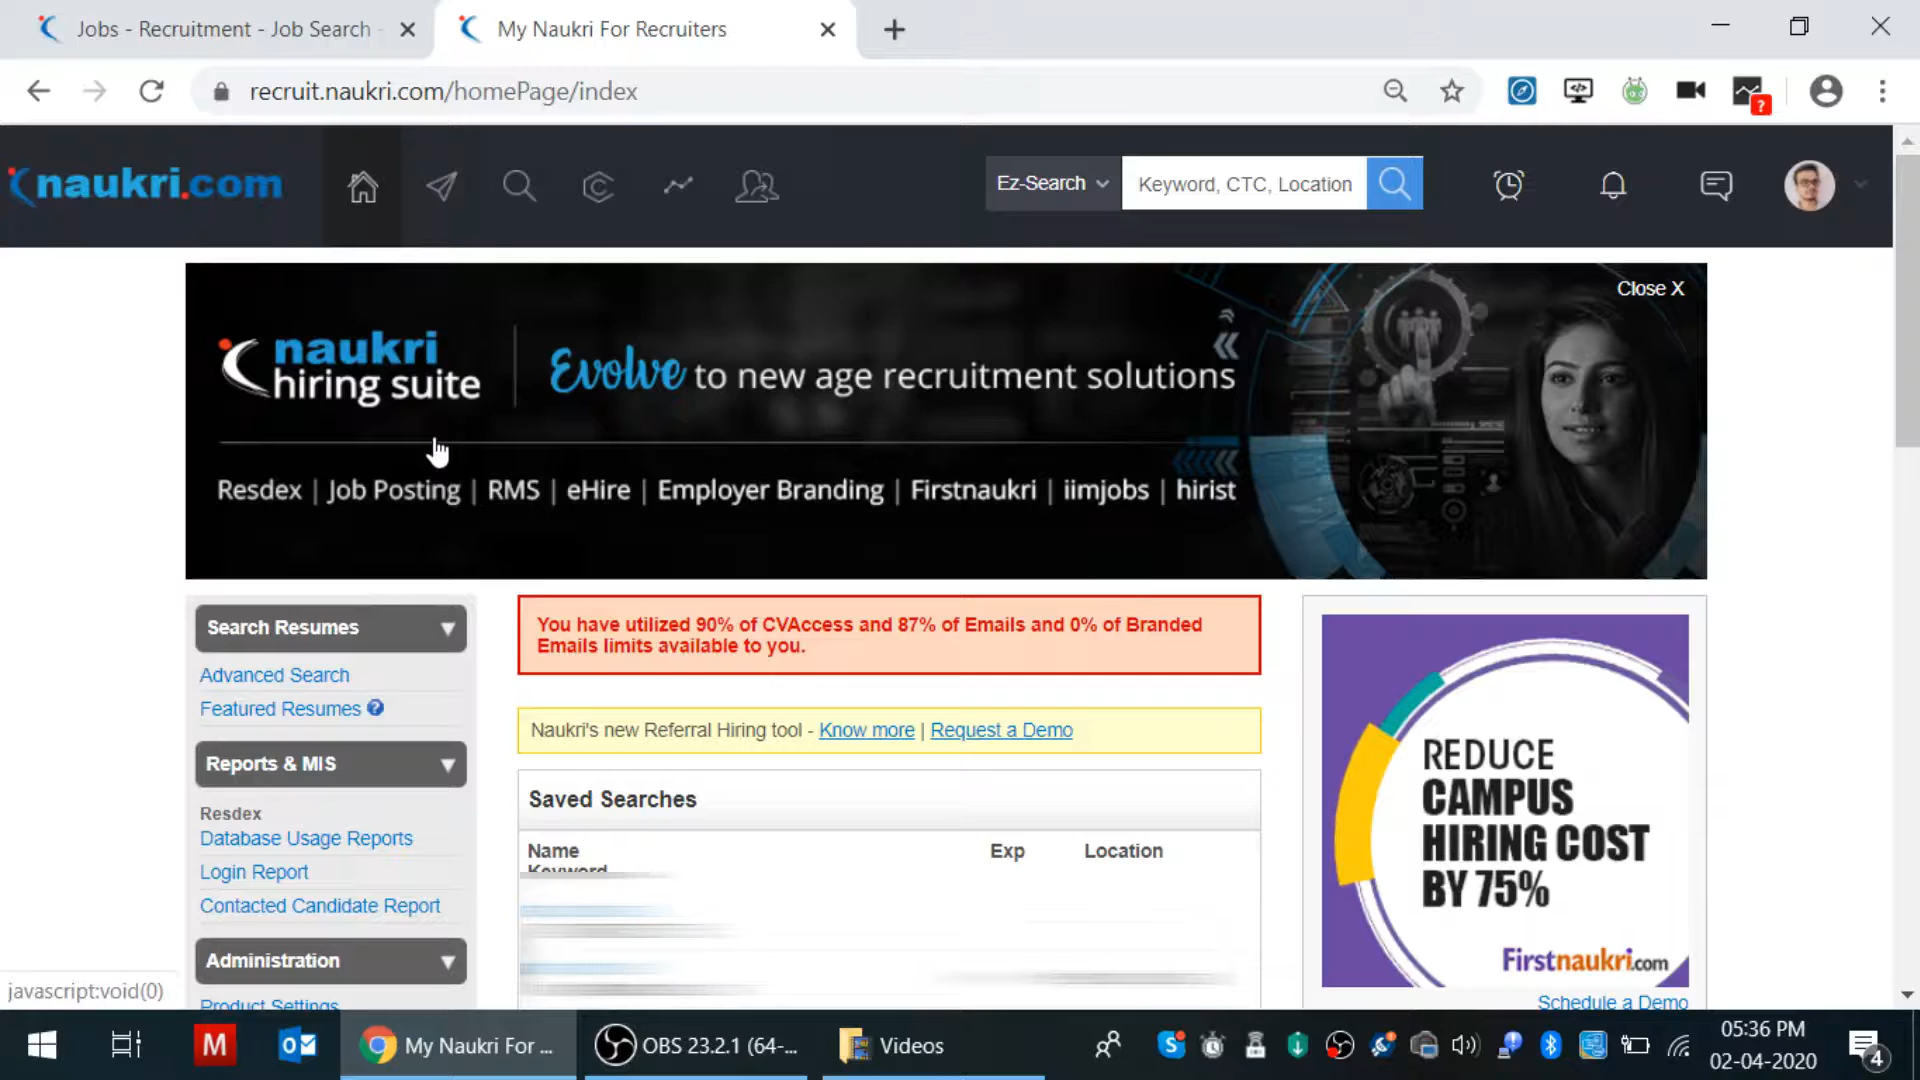 Jobs - Recruitment - Job Search -
My Naukri For Recruiters
recruit.naukri.com/homePage/index
naukri.com
Ez-Search
Keyword, CTC, Location
Close X
naukri
hiring suite
Evolve to new age recruitment solutions
Resdex | Job Posting | RMS | eHire | Employer Branding | Firstnaukri | iimjobs | hirist
Search Resumes
Advanced Search
Featured Resumes
Reports & MIS
Resdex
Database Usage Reports
Login Report
Contacted Candidate Report
Administration
Product Settings
You have utilized 90% of CVAccess and 87% of Emails and 0% of Branded
Emails limits available to you.
Naukri's new Referral Hiring tool - Know more | Request a Demo
Saved Searches
Name Exp Location
Keyword
REDUCE
CAMPUS
HIRING COST
BY 75%
Firstnaukri.com
Schedule a Demo
javascript:void(0)
My Naukri For ...
OBS 23.2.1 (64-...
Videos
05:36 PM
02-04-2020
4